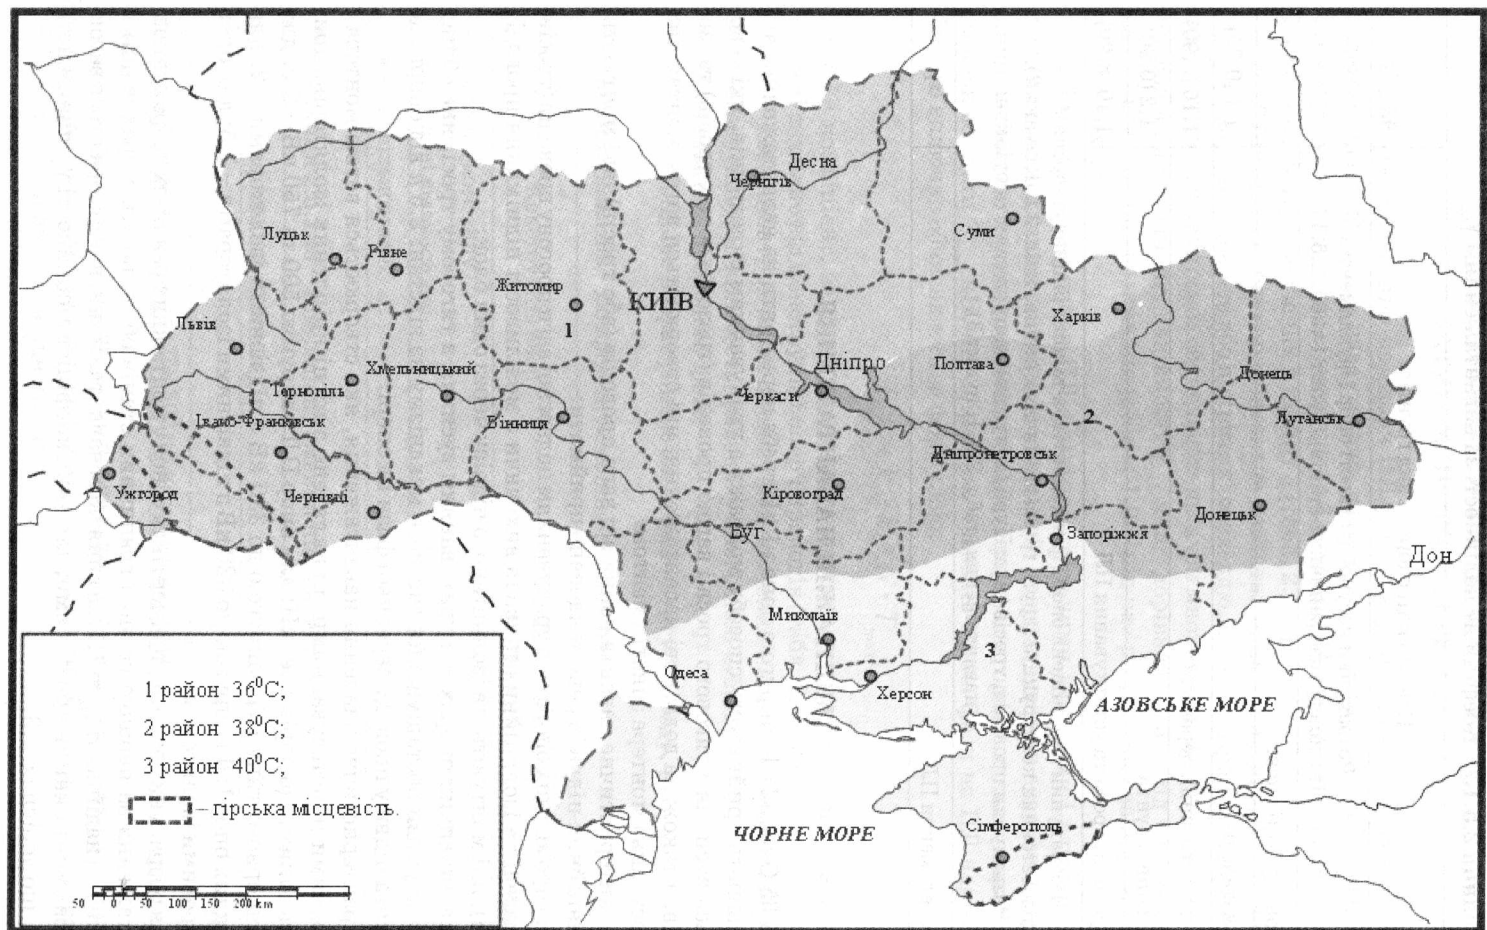 Десна
Чернігів
Суми
Луцьк
Рівне
Житомир
КИЇВ
1
Харків
Львів
Хмельницький
Дніпро
Полтава
Донець
Тернопіль
Черкаси
2
Івано-Франковськ
Вінниця
Луганськ
Дніпропетровськ
Ужгород
Чернівці
Кіровоград
Донецьк
Буг
Запоріжжя
Дон
Миколаїв
3
Одеса
Херсон
АЗОВСЬКЕ МОРЕ
1 район 36⁰С;
2 район 38⁰С;
3 район 40⁰С;
– гірська місцевість.
ЧОРНЕ МОРЕ
Сімферополь
50 0 50 100 150 200 km